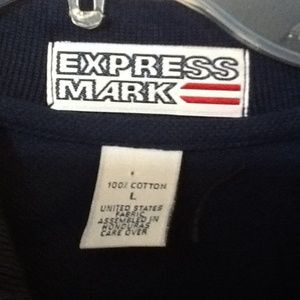 EXPRESS
MARK
100% COTTON
L
UNITED STATES
FABRIC
ASSEMBLED IN
HONDURAS
CARE OVER